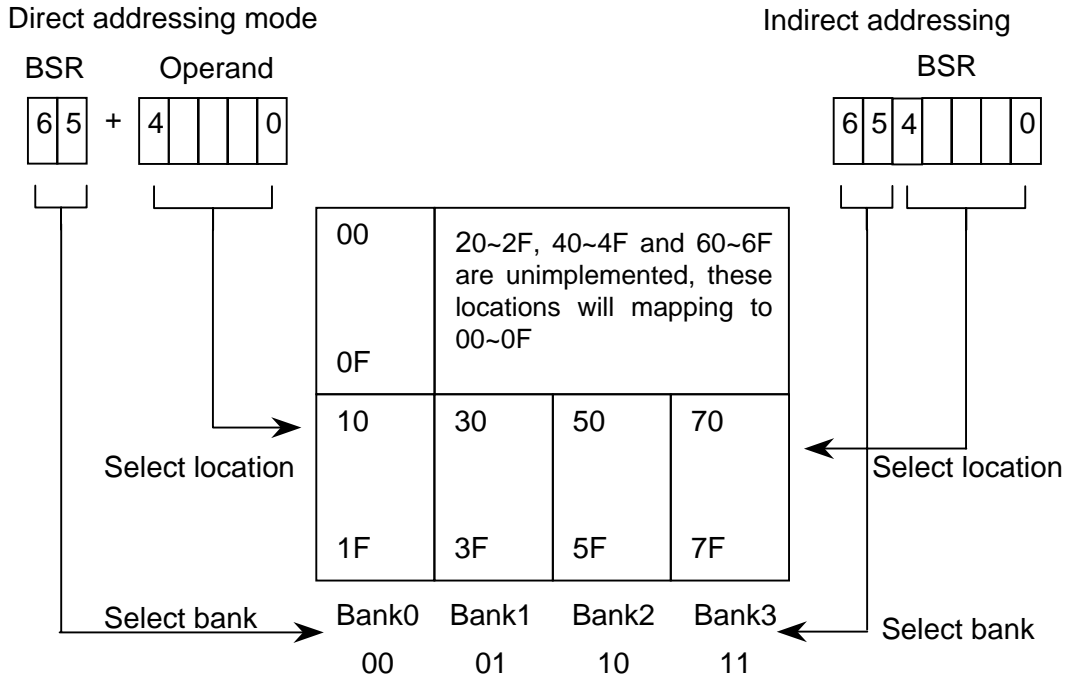 Direct addressing mode
Indirect addressing
BSR
Operand
BSR
6 5 + 4 0
6 5 4 0
00
20~2F, 40~4F and 60~6F
are unimplemented, these
locations will mapping to
00~0F
0F
10 30 50 70
Select location
Select location
1F 3F 5F 7F
Select bank
Bank0 Bank1 Bank2 Bank3
Select bank
00 01 10 11